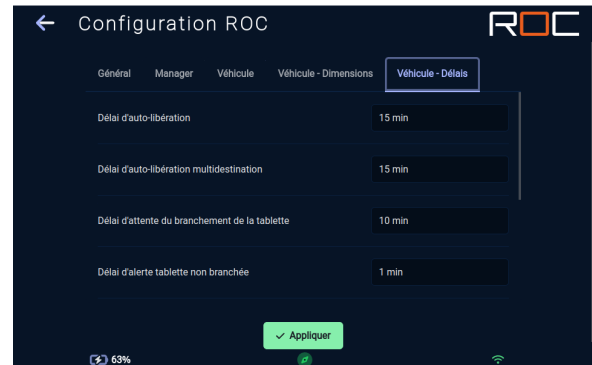 Configuration ROC
ROC
Général Manager Véhicule Véhicule - Dimensions Véhicule - Délais
Délai d'auto-libération 15 min
Délai d'auto-libération multidestination 15 min
Délai d'attente du branchement de la tablette 10 min
Délai d'alerte tablette non branchée 1 min
Appliquer
63%